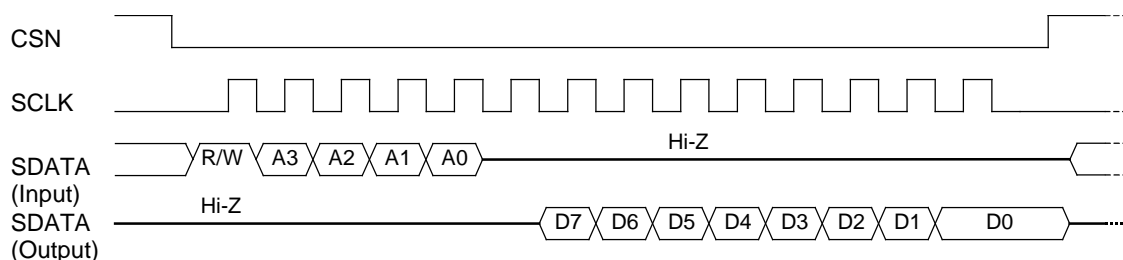 CSN
SCLK
Hi-Z
SDATA R/W A3 A2 A1 A0
(Input)
Hi-Z
SDATA D7 D6 D5 D4 D3 D2 D1 D0
(Output)